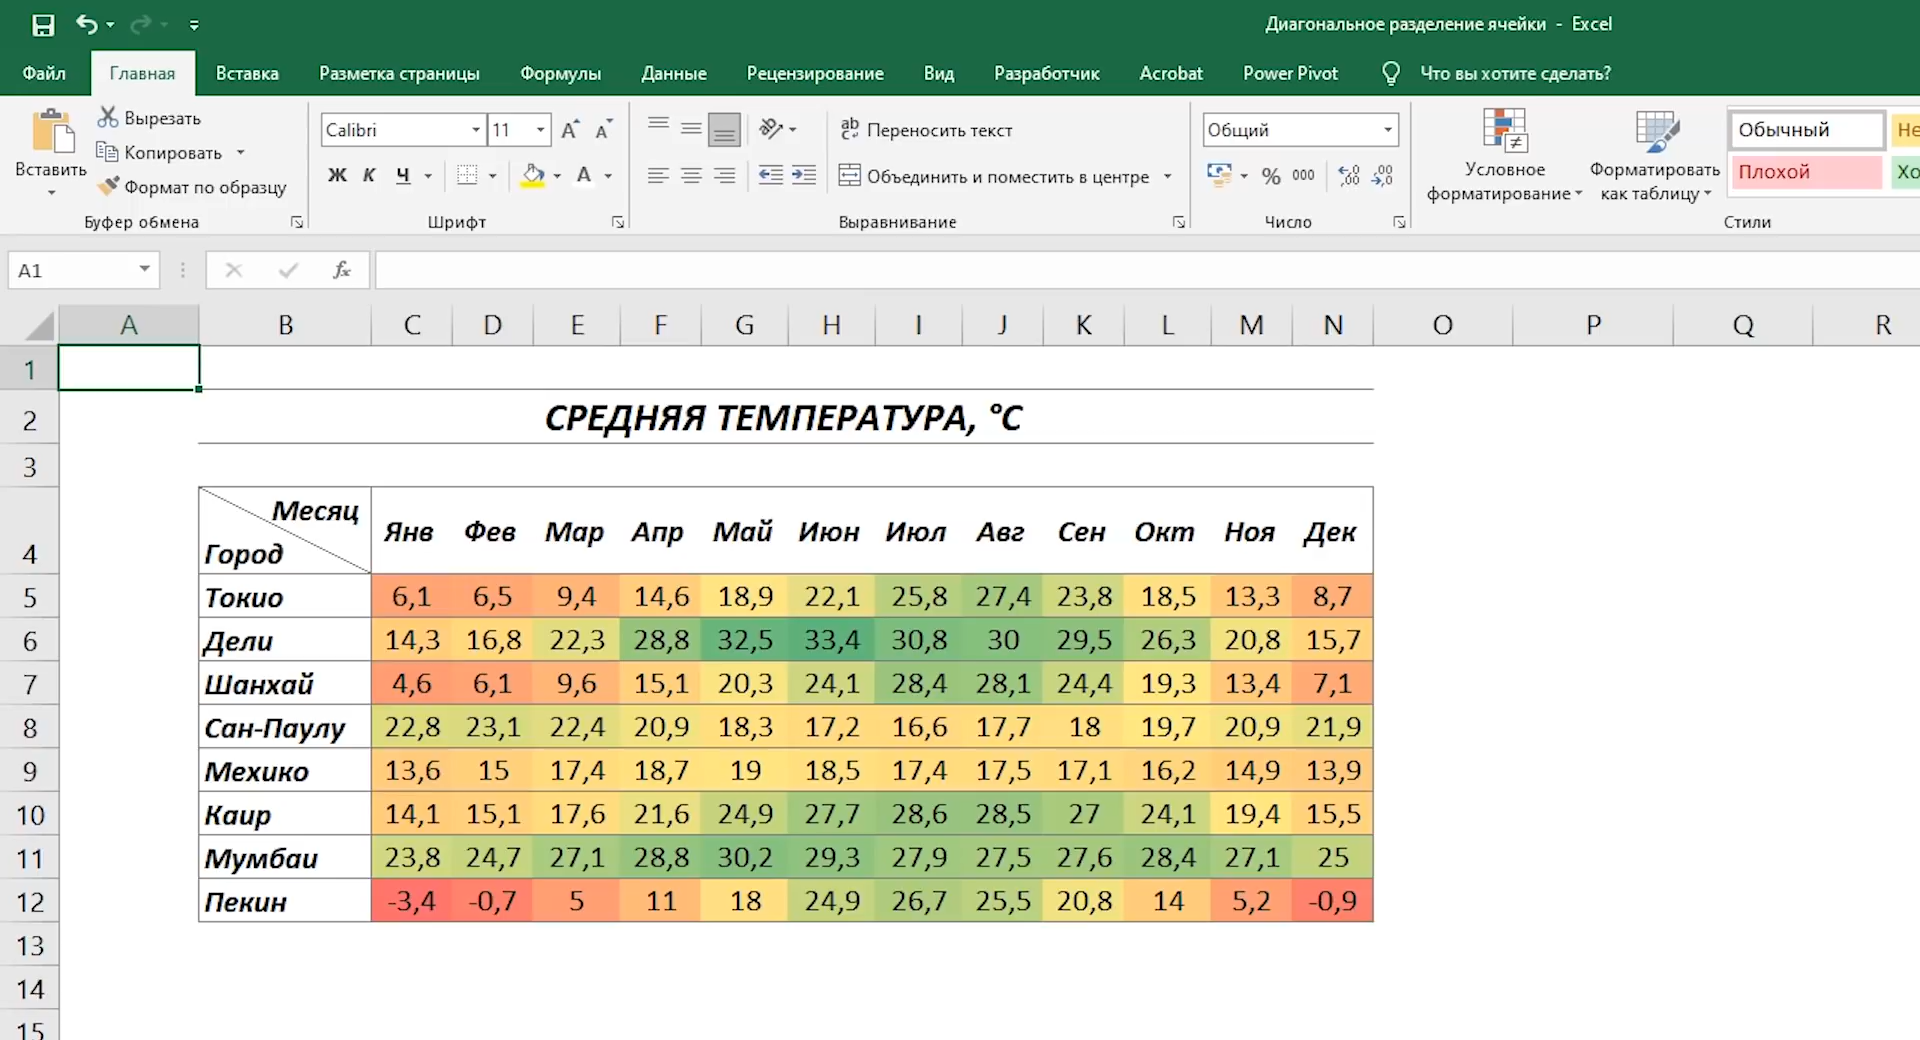 Диагональное разделение ячейки - Excel
Файл Главная Вставка Разметка страницы Формулы Данные Рецензирование Вид Разработчик Acrobat Power Pivot Что вы хотите сделать?
Вставить
Вырезать
Копировать
Формат по образцу
Буфер обмена
Calibri 11
Ж К Ч
Шрифт
Переносить текст
Объединить и поместить в центре
Выравнивание
Общий
% 000
Число
Условное форматирование
Форматировать как таблицу
Обычный Не
Плохой Хо
Стили
A1 fx
A B C D E F G H I J K L M N O P Q R
1
2 СРЕДНЯЯ ТЕМПЕРАТУРА, °С
3
4 Месяц Город Янв Фев Мар Апр Май Июн Июл Авг Сен Окт Ноя Дек
5 Токио 6,1 6,5 9,4 14,6 18,9 22,1 25,8 27,4 23,8 18,5 13,3 8,7
6 Дели 14,3 16,8 22,3 28,8 32,5 33,4 30,8 30 29,5 26,3 20,8 15,7
7 Шанхай 4,6 6,1 9,6 15,1 20,3 24,1 28,4 28,1 24,4 19,3 13,4 7,1
8 Сан-Паулу 22,8 23,1 22,4 20,9 18,3 17,2 16,6 17,7 18 19,7 20,9 21,9
9 Мехико 13,6 15 17,4 18,7 19 18,5 17,4 17,5 17,1 16,2 14,9 13,9
10 Каир 14,1 15,1 17,6 21,6 24,9 27,7 28,6 28,5 27 24,1 19,4 15,5
11 Мумбаи 23,8 24,7 27,1 28,8 30,2 29,3 27,9 27,5 27,6 28,4 27,1 25
12 Пекин -3,4 -0,7 5 11 18 24,9 26,7 25,5 20,8 14 5,2 -0,9
13
14
15